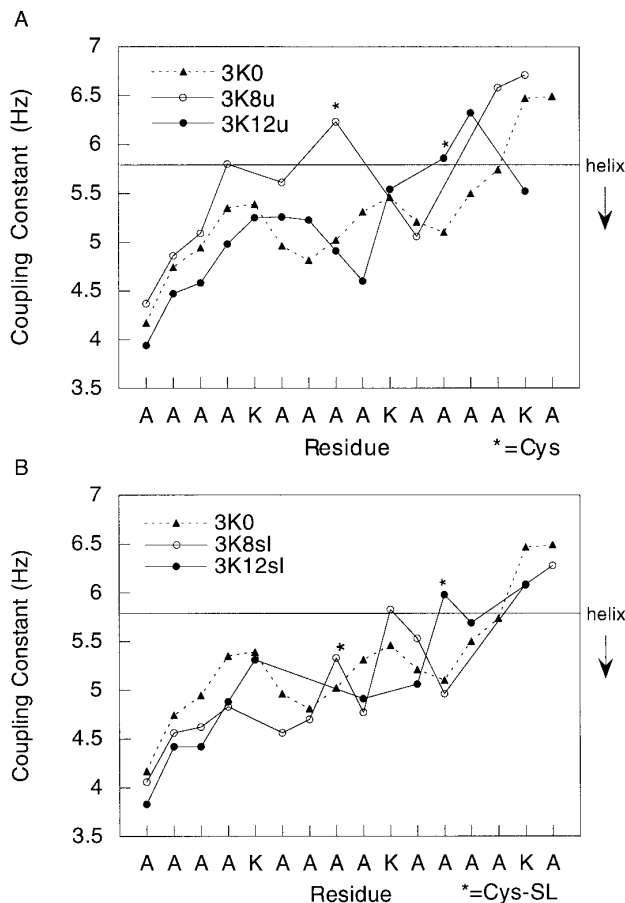 A
Coupling Constant (Hz)
7
6.5
6
5.5
5
4.5
4
3.5
3K0
3K8u
3K12u
*
*
helix
A A A A K A A A A K A A A A K A
Residue
*=Cys
B
Coupling Constant (Hz)
7
6.5
6
5.5
5
4.5
4
3.5
3K0
3K8sl
3K12sl
*
*
helix
A A A A K A A A A K A A A A K A
Residue
*=Cys-SL